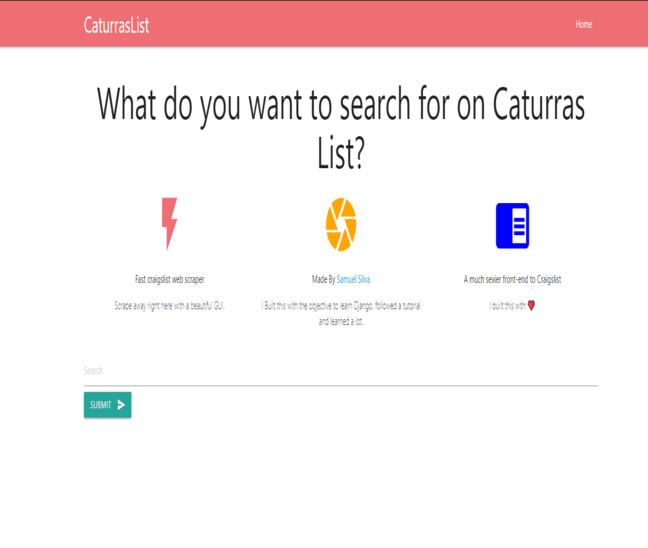 CaturrasList
Home
What do you want to search for on Caturras
List?
Fast craigslist web scraper
Made By Samuel Silva
A much sexier front-end to Craigslist
Scrape away right here with a beautiful GUI.
I Built this with the objective to learn Django, followed a tutorial
and learned a lot.
I built this with ❤️
Search
SUBMIT